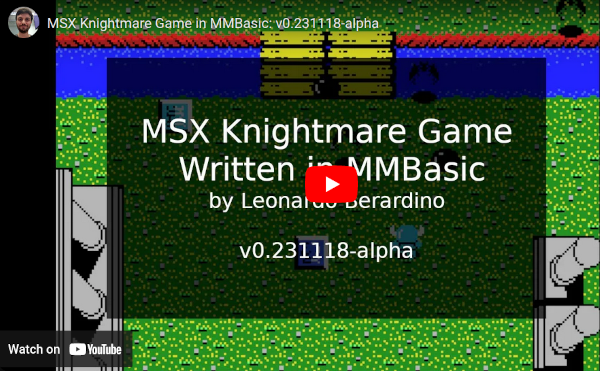 MSX Knightmare Game in MMBasic: v0.231118-alpha
MSX Knightmare Game
Written in MMBasic
by Leonardo Berardino
v0.231118-alpha
Watch on YouTube